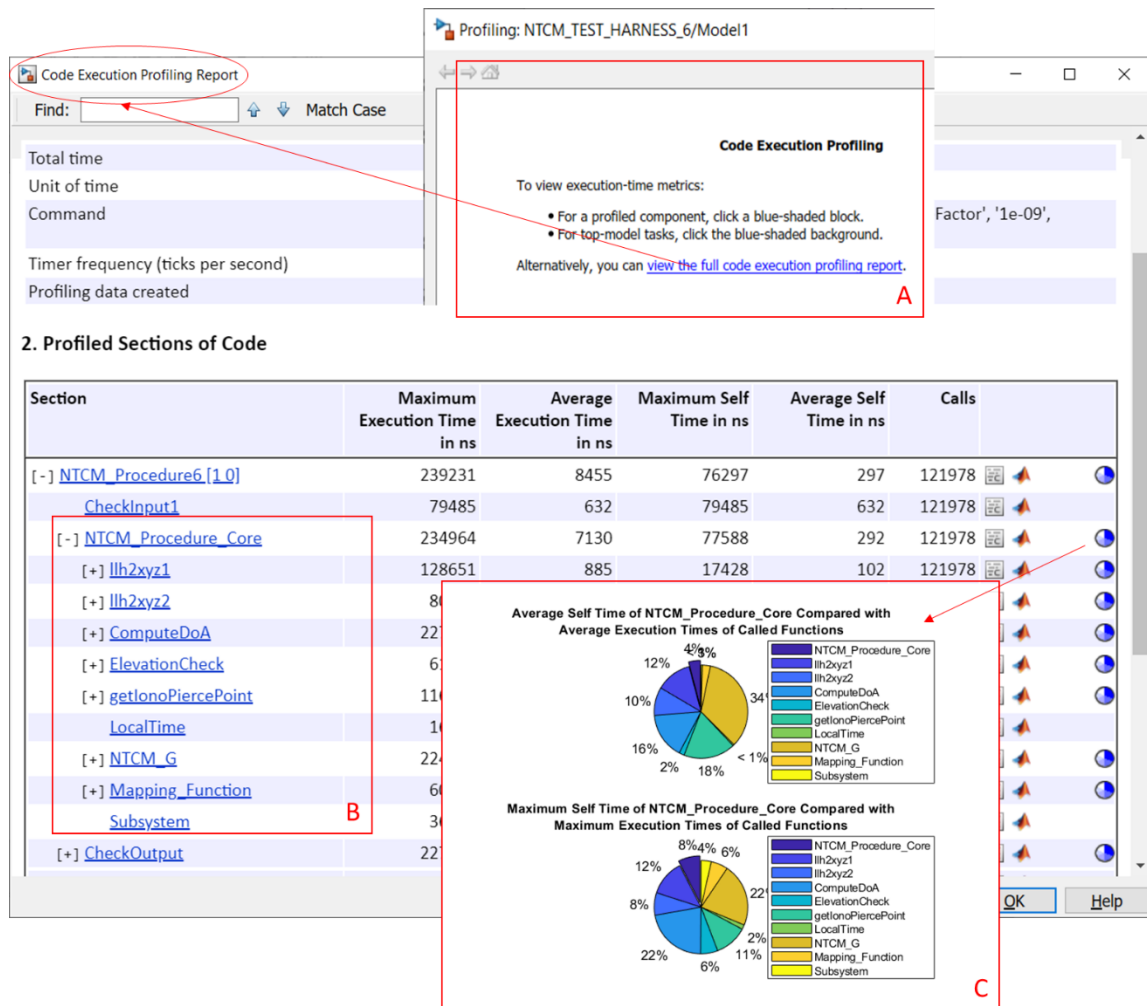 Profiling: NTCM_TEST_HARNESS_6/Model1
Code Execution Profiling
To view execution-time metrics:
• For a profiled component, click a blue-shaded block.
• For top-model tasks, click the blue-shaded background.
Alternatively, you can view the full code execution profiling report.
A
Code Execution Profiling Report
Find: Match Case
Total time
Unit of time
Command Factor', '1e-09',
Timer frequency (ticks per second)
Profiling data created
2. Profiled Sections of Code
Section Maximum Execution Time in ns Average Execution Time in ns Maximum Self Time in ns Average Self Time in ns Calls
[-] NTCM_Procedure6 [1 0] 239231 8455 76297 297 121978
CheckInput1 79485 632 79485 632 121978
[-] NTCM_Procedure_Core 234964 7130 77588 292 121978
[+] llh2xyz1 128651 885 17428 102 121978
[+] llh2xyz2
[+] ComputeDoA 227
[+] ElevationCheck
[+] getIonoPiercePoint
LocalTime
[+] NTCM_G 224
[+] Mapping_Function
Subsystem
[+] CheckOutput 227
B
Average Self Time of NTCM_Procedure_Core Compared with
Average Execution Times of Called Functions
4%
12%
10%
16%
2%
18%
< 1%
34%
NTCM_Procedure_Core
llh2xyz1
llh2xyz2
ComputeDoA
ElevationCheck
getIonoPiercePoint
LocalTime
NTCM_G
Mapping_Function
Subsystem
Maximum Self Time of NTCM_Procedure_Core Compared with
Maximum Execution Times of Called Functions
8%
4%
6%
12%
8%
22%
6%
11%
2%
22%
NTCM_Procedure_Core
llh2xyz1
llh2xyz2
ComputeDoA
ElevationCheck
getIonoPiercePoint
LocalTime
NTCM_G
Mapping_Function
Subsystem
C
OK Help